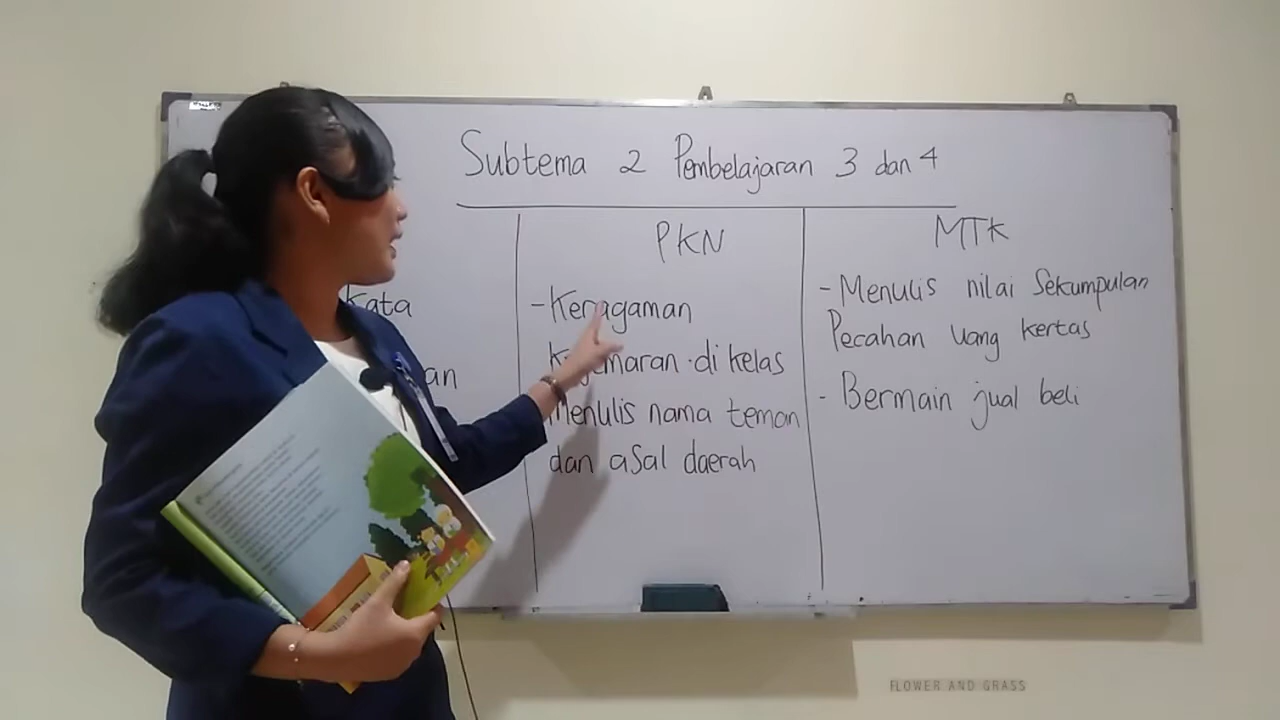 Subtema 2 Pembelajaran 3 dan 4
Kata
an
PKN
- Keragaman
di kelas
Menulis nama teman
dan asal daerah
MTK
- Menulis nilai Sekumpulan
Pecahan uang kertas
- Bermain jual beli
FLOWER AND GRASS